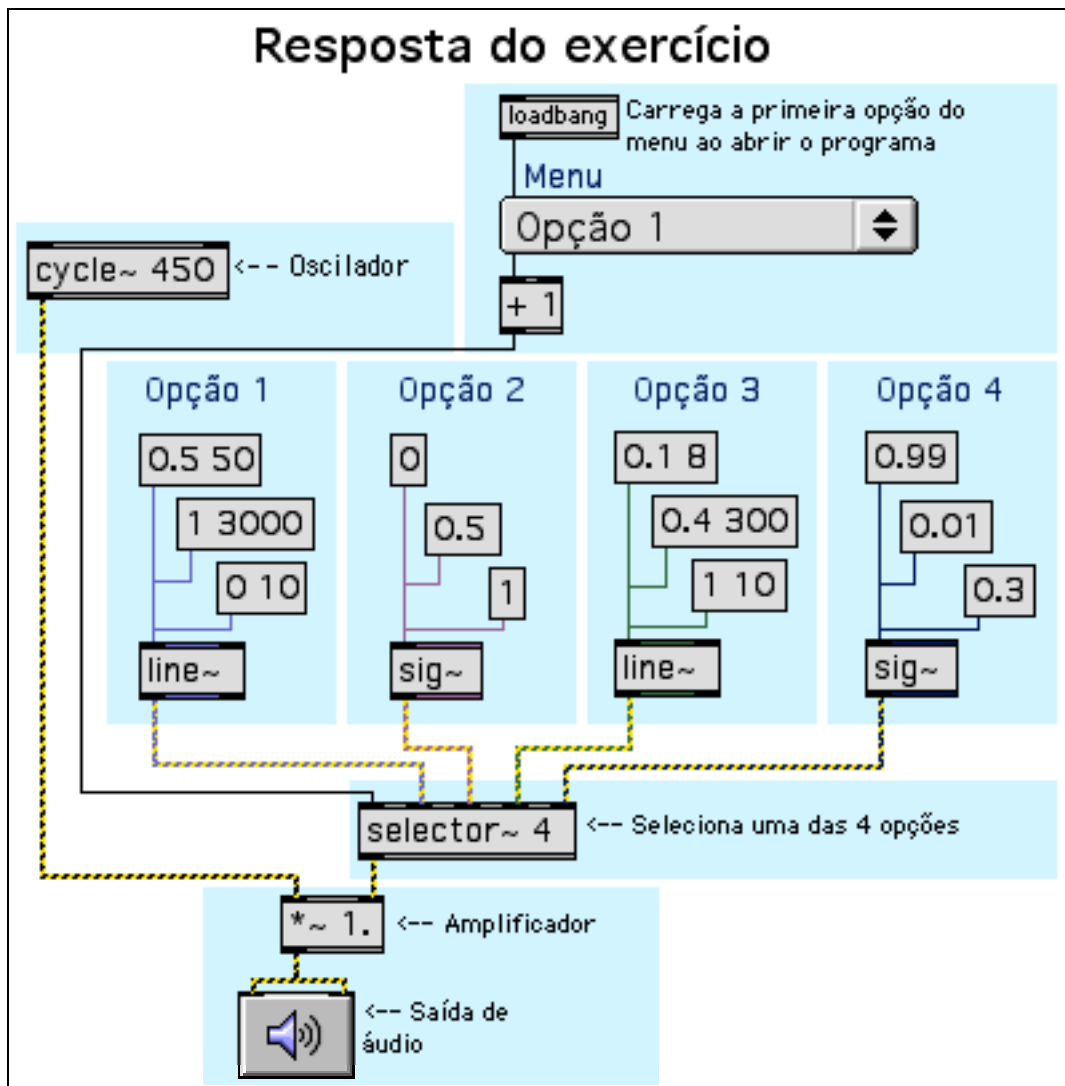 Resposta do exercício
loadbang
Carrega a primeira opção do
menu ao abrir o programa
Menu
Opção 1
cycle~ 450
<-- Oscilador
+ 1
Opção 1
Opção 2
Opção 3
Opção 4
0.5 50
1 3000
0 10
line~
0
0.5
1
sig~
0.1 8
0.4 300
1 10
line~
0.99
0.01
0.3
sig~
selector~ 4
<-- Seleciona uma das 4 opções
*~ 1.
<-- Amplificador
<-- Saída de
áudio